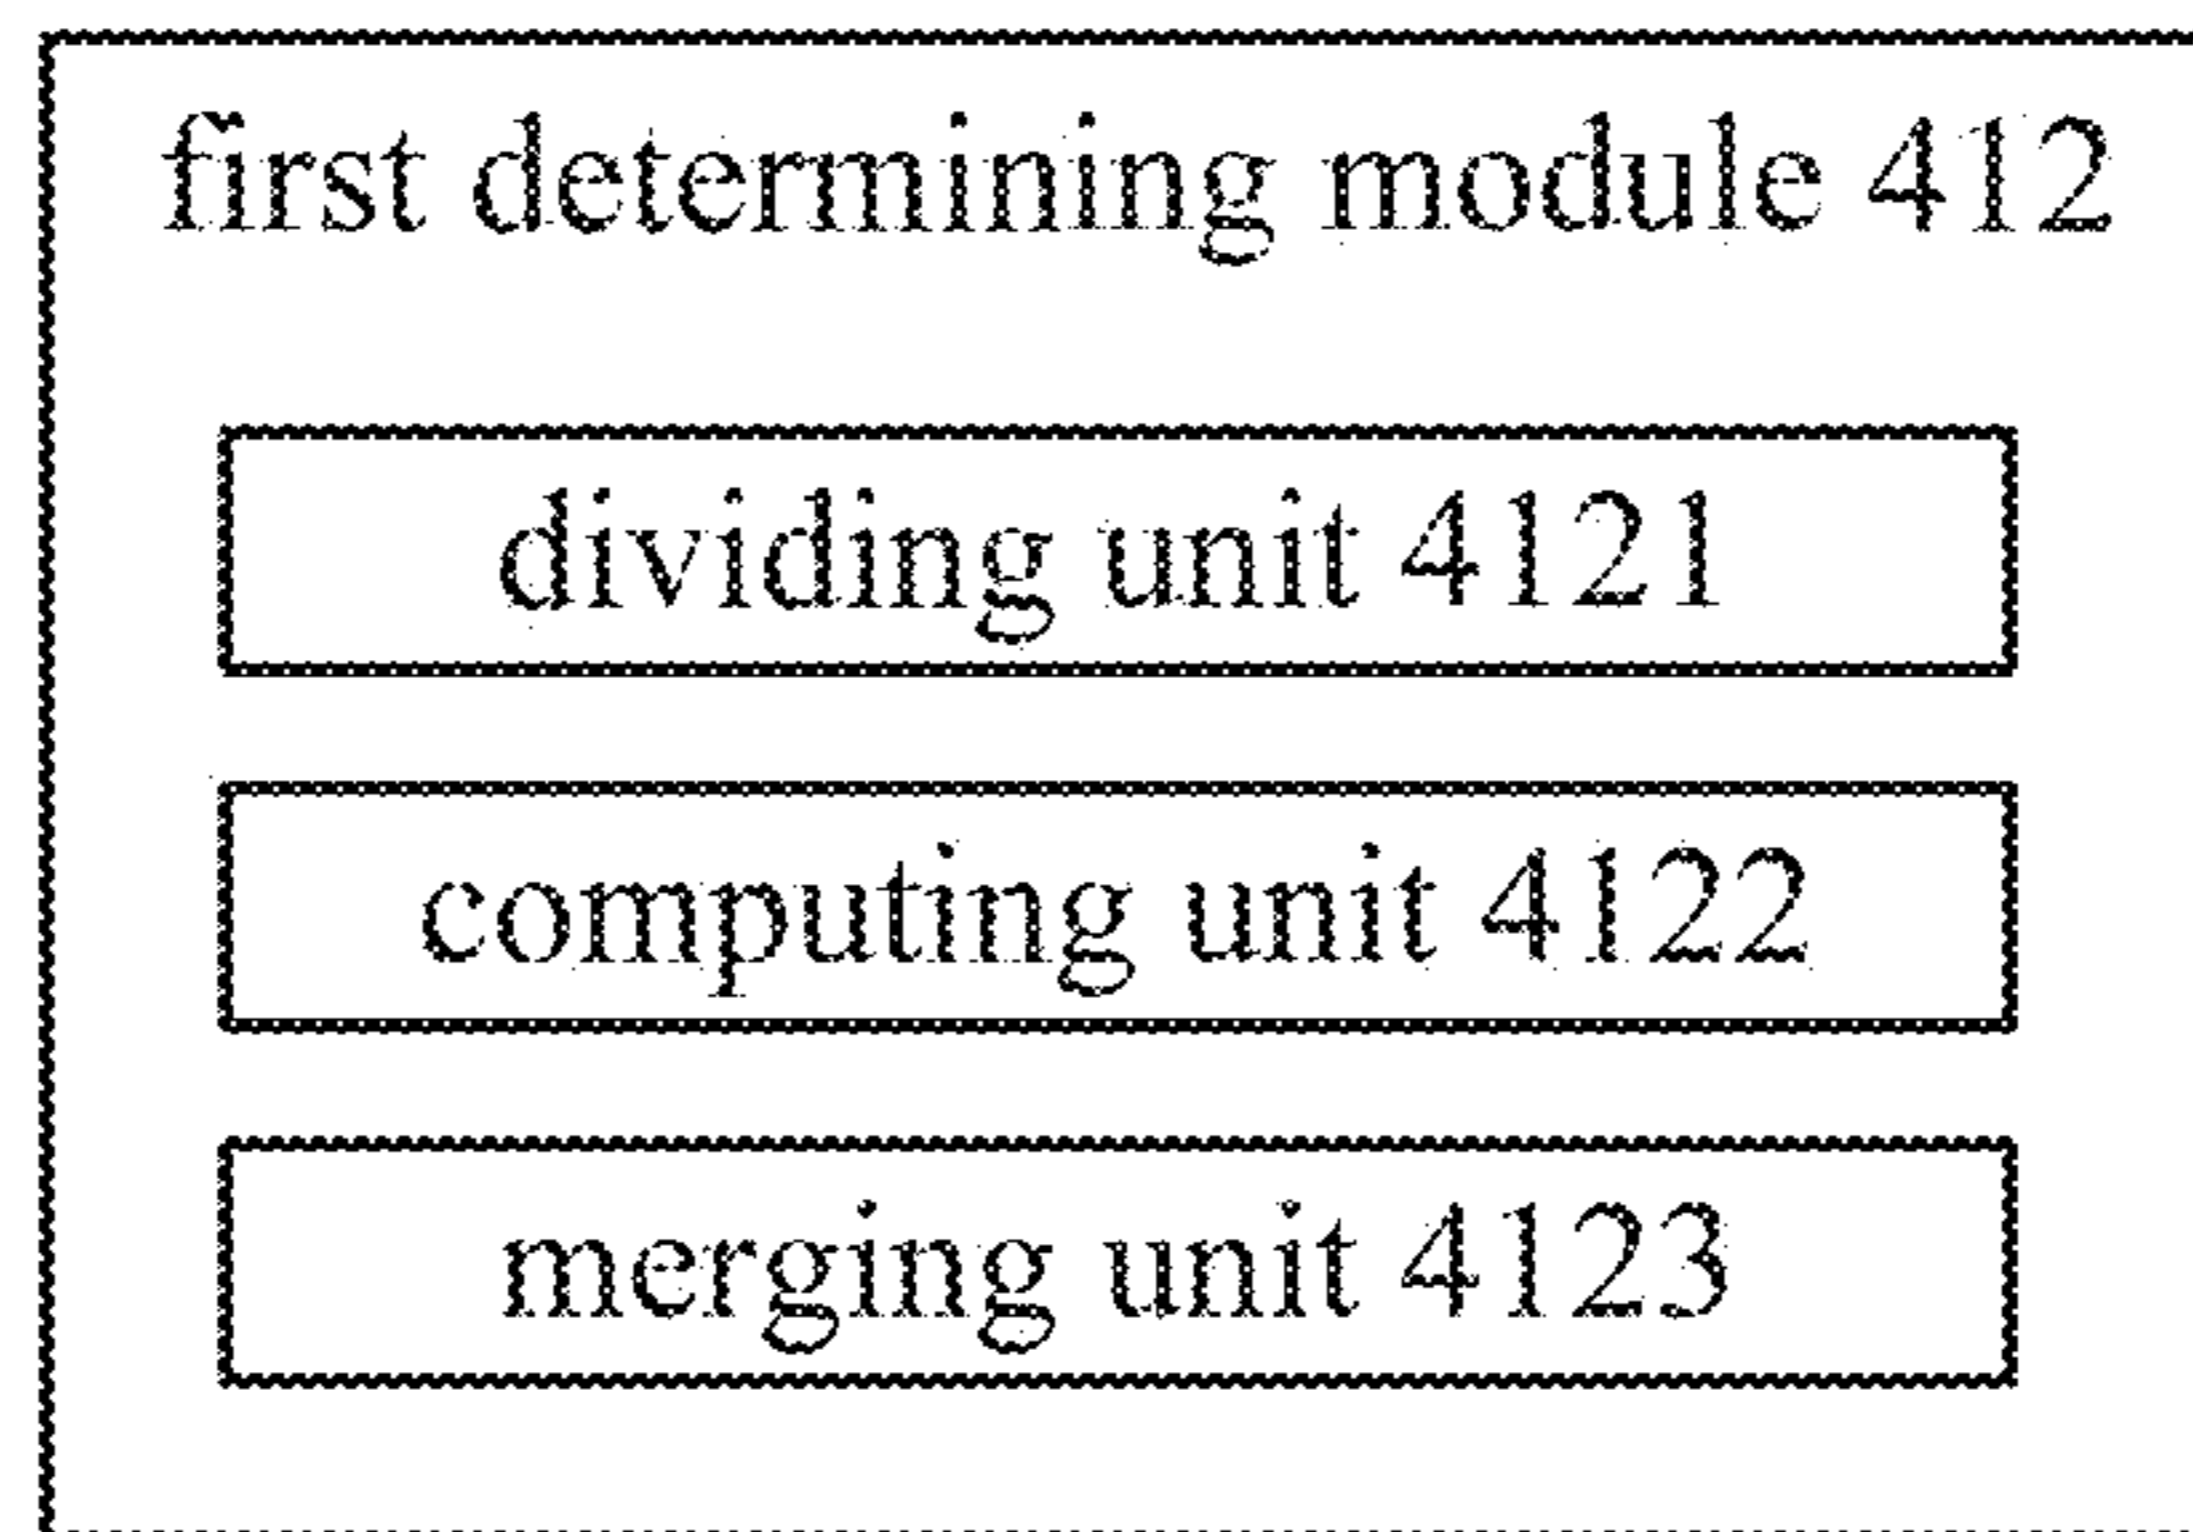 first determining module 412
dividing unit 4121
computing unit 4122
merging unit 4123